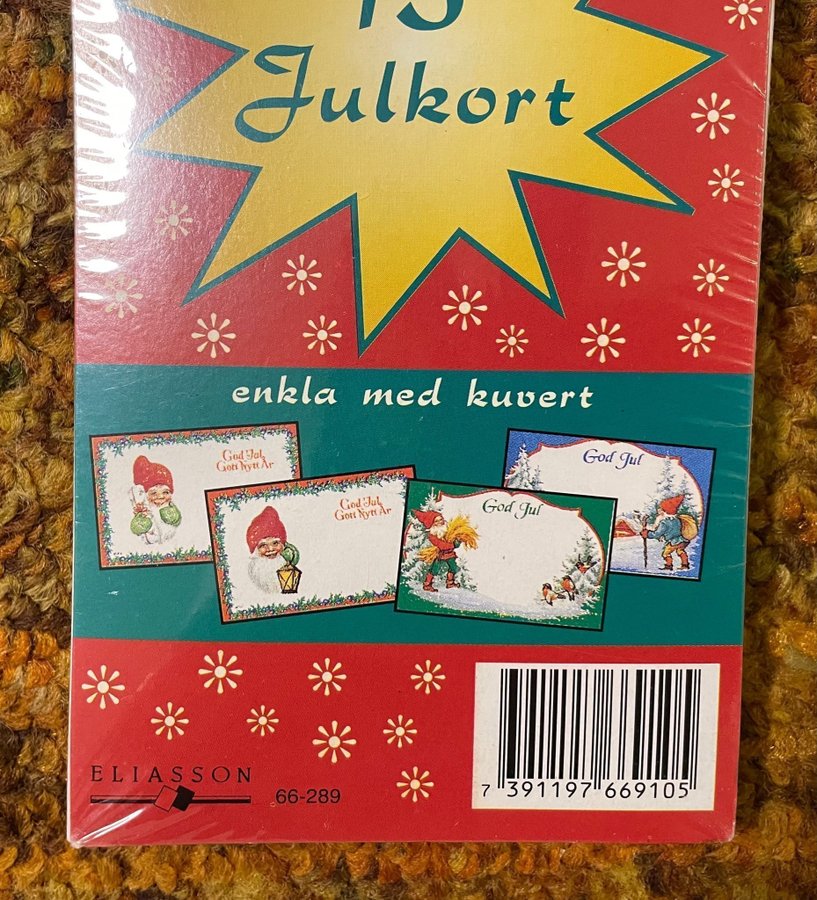 Julkort
enkla med kuvert
God Jul
Gott Nytt År
God Jul
Gott Nytt År
God Jul
God Jul
ELIASSON
66-289
7 391197 669105